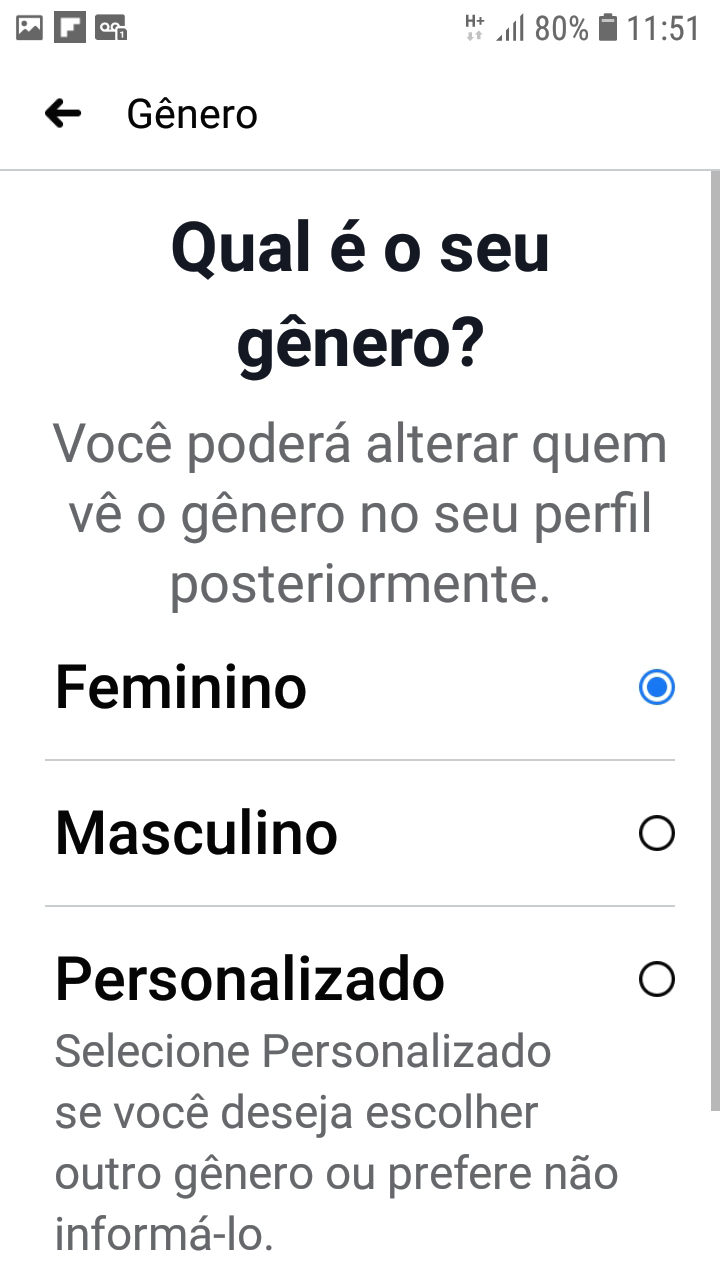 H+ 80% 11:51
Gênero
Qual é o seu
gênero?
Você poderá alterar quem
vê o gênero no seu perfil
posteriormente.
Feminino
Masculino
Personalizado
Selecione Personalizado
se você deseja escolher
outro gênero ou prefere não
informá-lo.